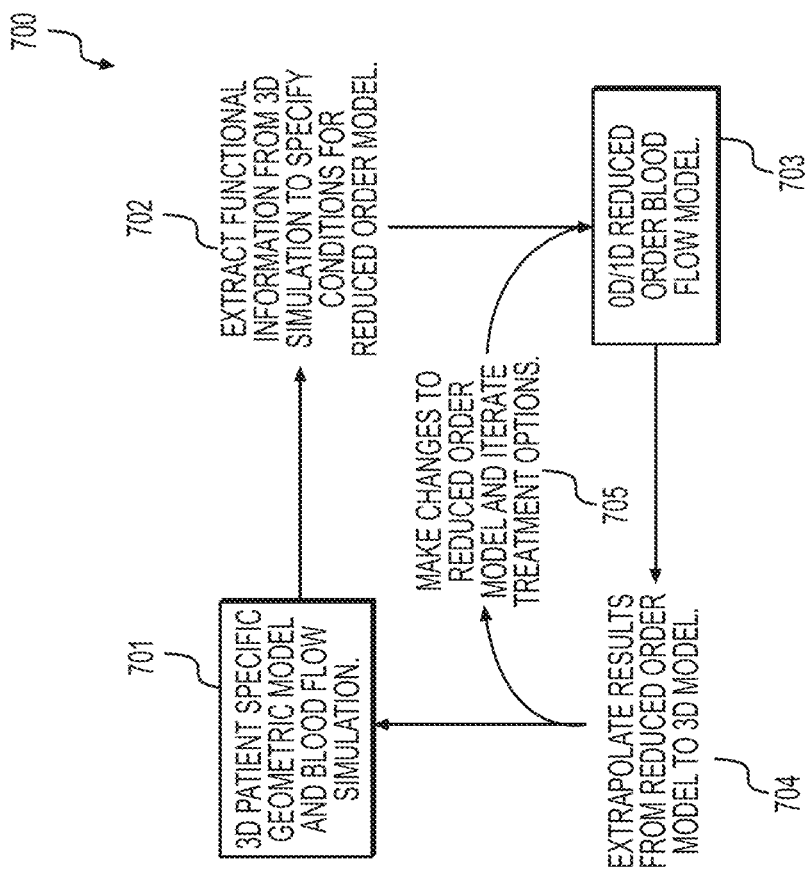 700
701
3D PATIENT SPECIFIC
GEOMETRIC MODEL
AND BLOOD FLOW
SIMULATION.
702
EXTRACT FUNCTIONAL
INFORMATION FROM 3D
SIMULATION TO SPECIFY
CONDITIONS FOR
REDUCED ORDER MODEL.
0D/1D REDUCED
ORDER BLOOD
FLOW MODEL.
703
EXTRAPOLATE RESULTS
FROM REDUCED ORDER
MODEL TO 3D MODEL.
704
MAKE CHANGES TO
REDUCED ORDER
MODEL AND ITERATE
TREATMENT OPTIONS.
705